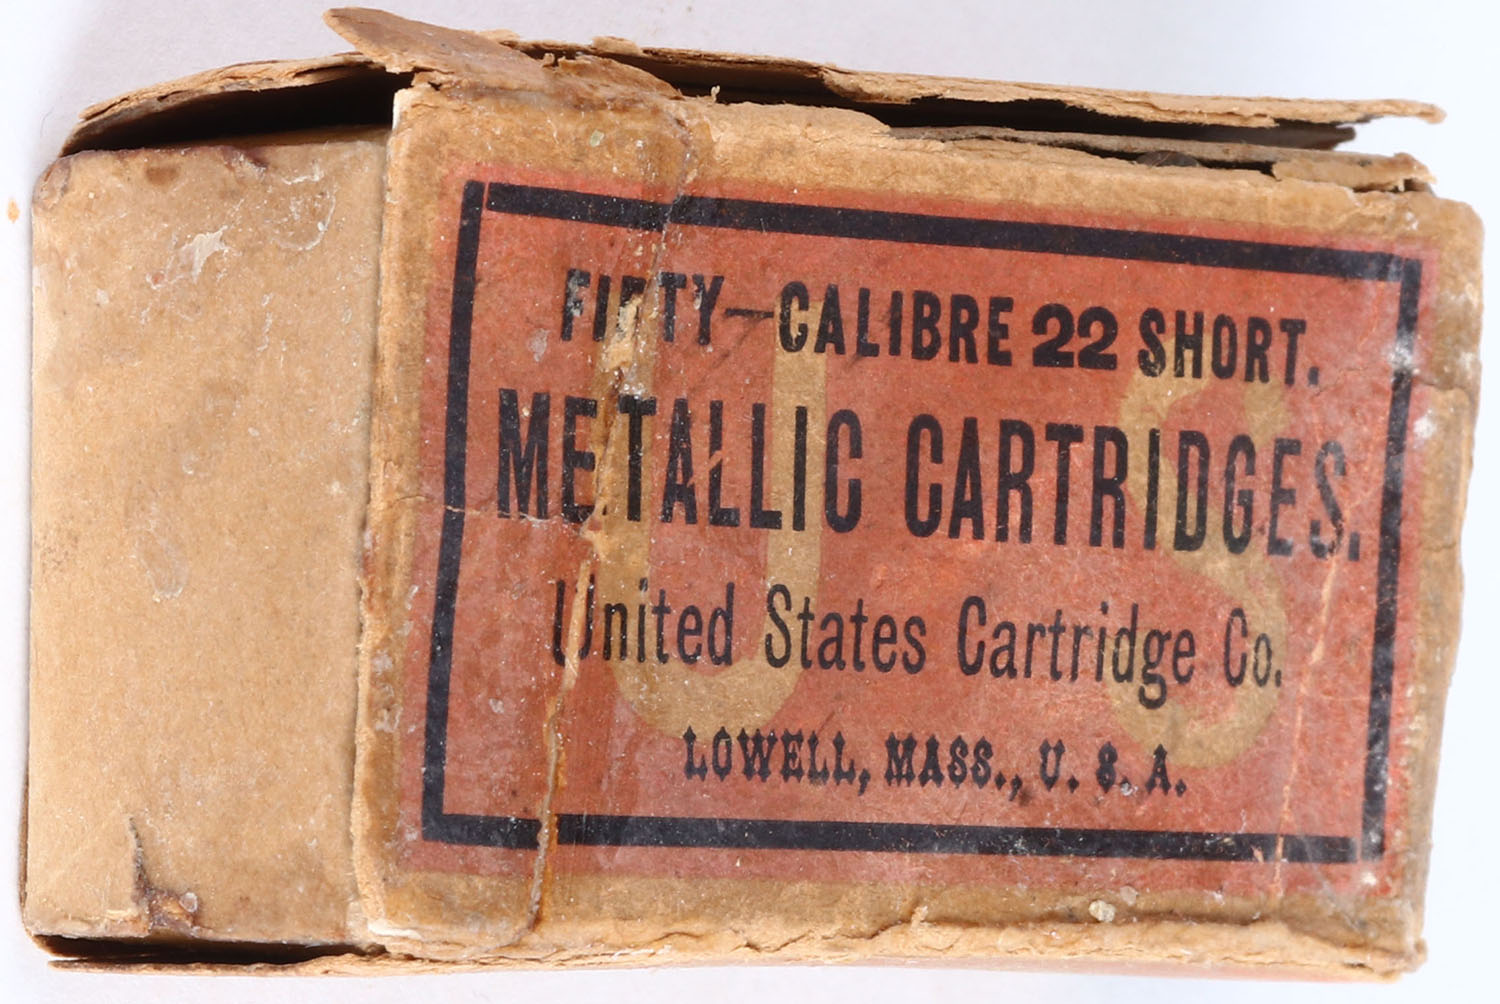 FIFTY—CALIBRE 22 SHORT.
METALLIC CARTRIDGES.
United States Cartridge Co.
LOWELL, MASS., U. S. A.
U S